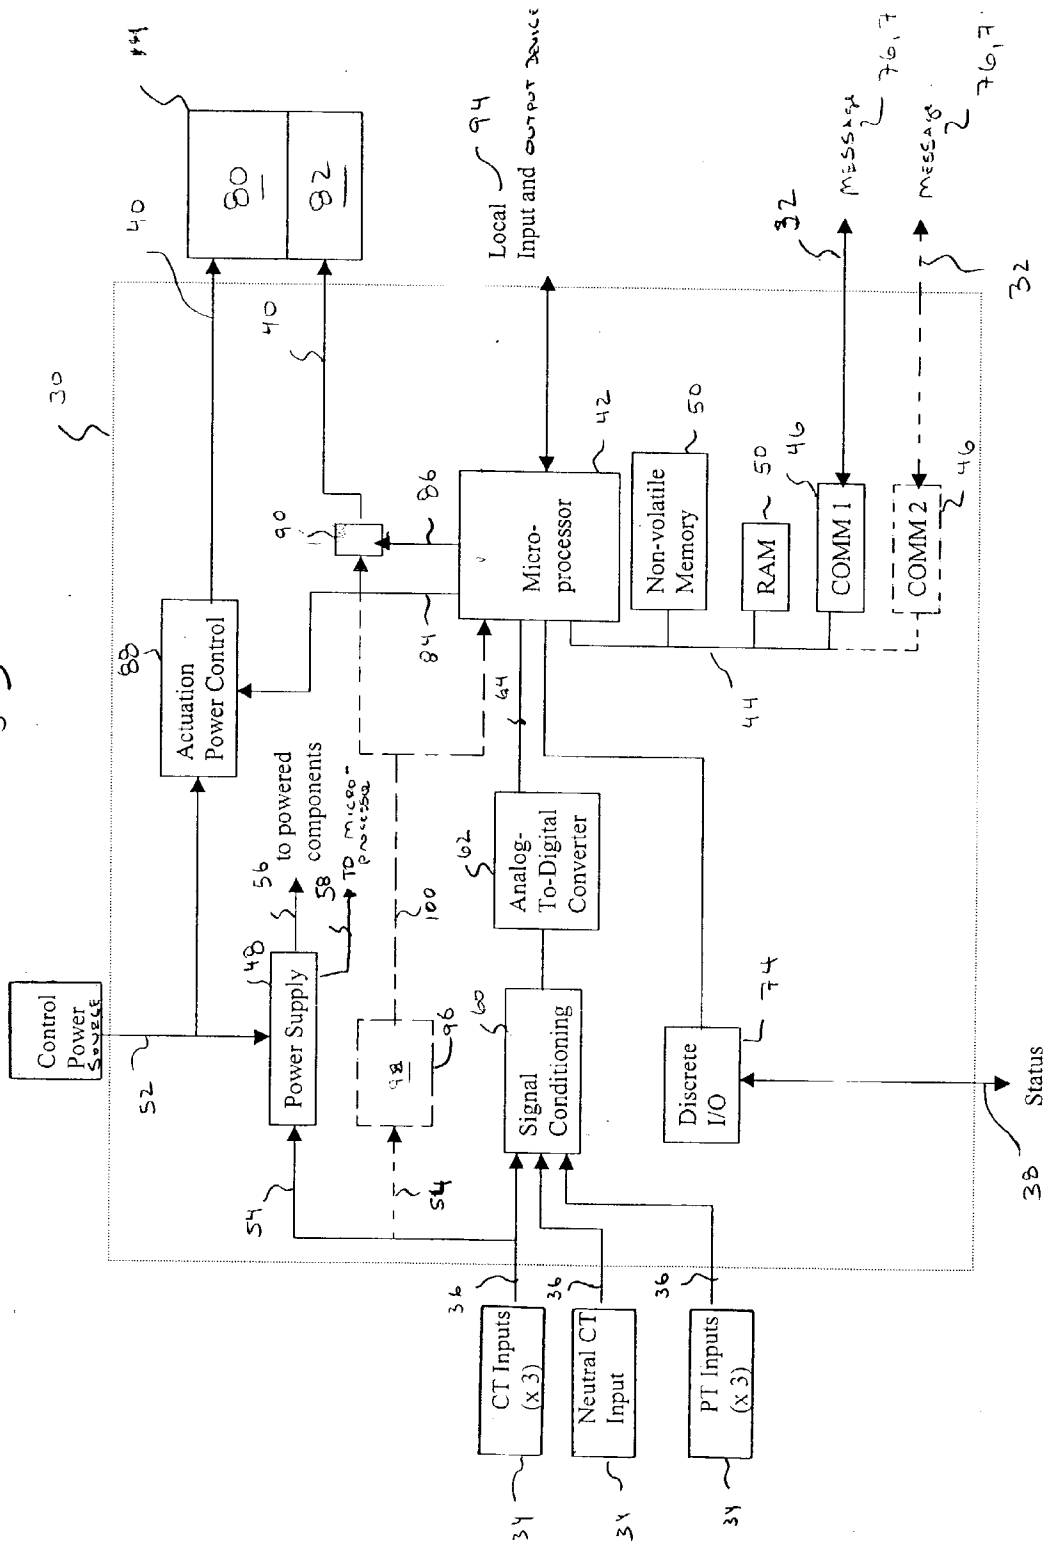 30
Control
Power
SOURCE
52
88
Actuation
Power Control
40
14
80
82
40
54
48
Power Supply
56
to powered
components
58
TO MICRO-
processor
90
54
98
96
100
84
86
Local
94
Input and OUTPUT DEVICE
34
CT Inputs
(x 3)
36
60
Signal
Conditioning
62
Analog-
To-Digital
Converter
64
Micro-
processor
42
34
Neutral CT
Input
36
Non-volatile
Memory
50
44
RAM
50
34
PT Inputs
(x 3)
36
Discrete
I/O
74
COMM 1
46
32
MESSAGE
76,7
COMM 2
46
32
MESSAGE
76,7
38
Status